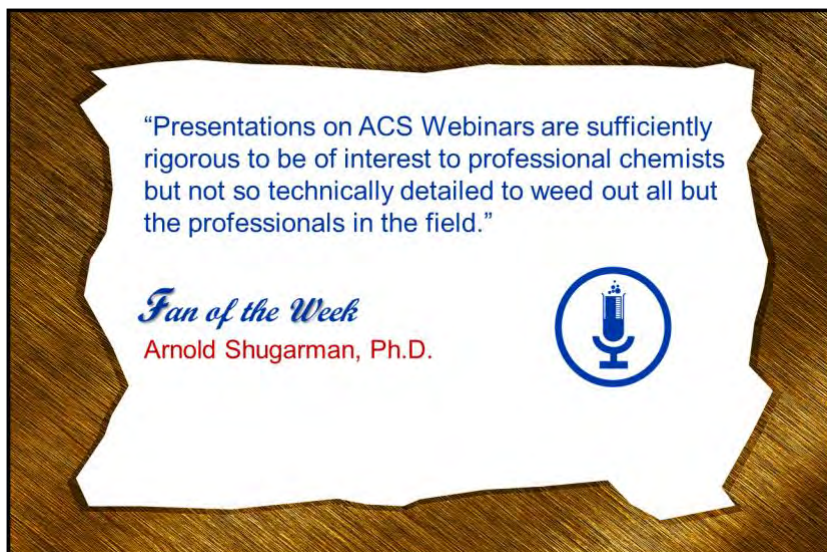 “Presentations on ACS Webinars are sufficiently
rigorous to be of interest to professional chemists
but not so technically detailed to weed out all but
the professionals in the field.”
Fan of the Week
Arnold Shugarman, Ph.D.